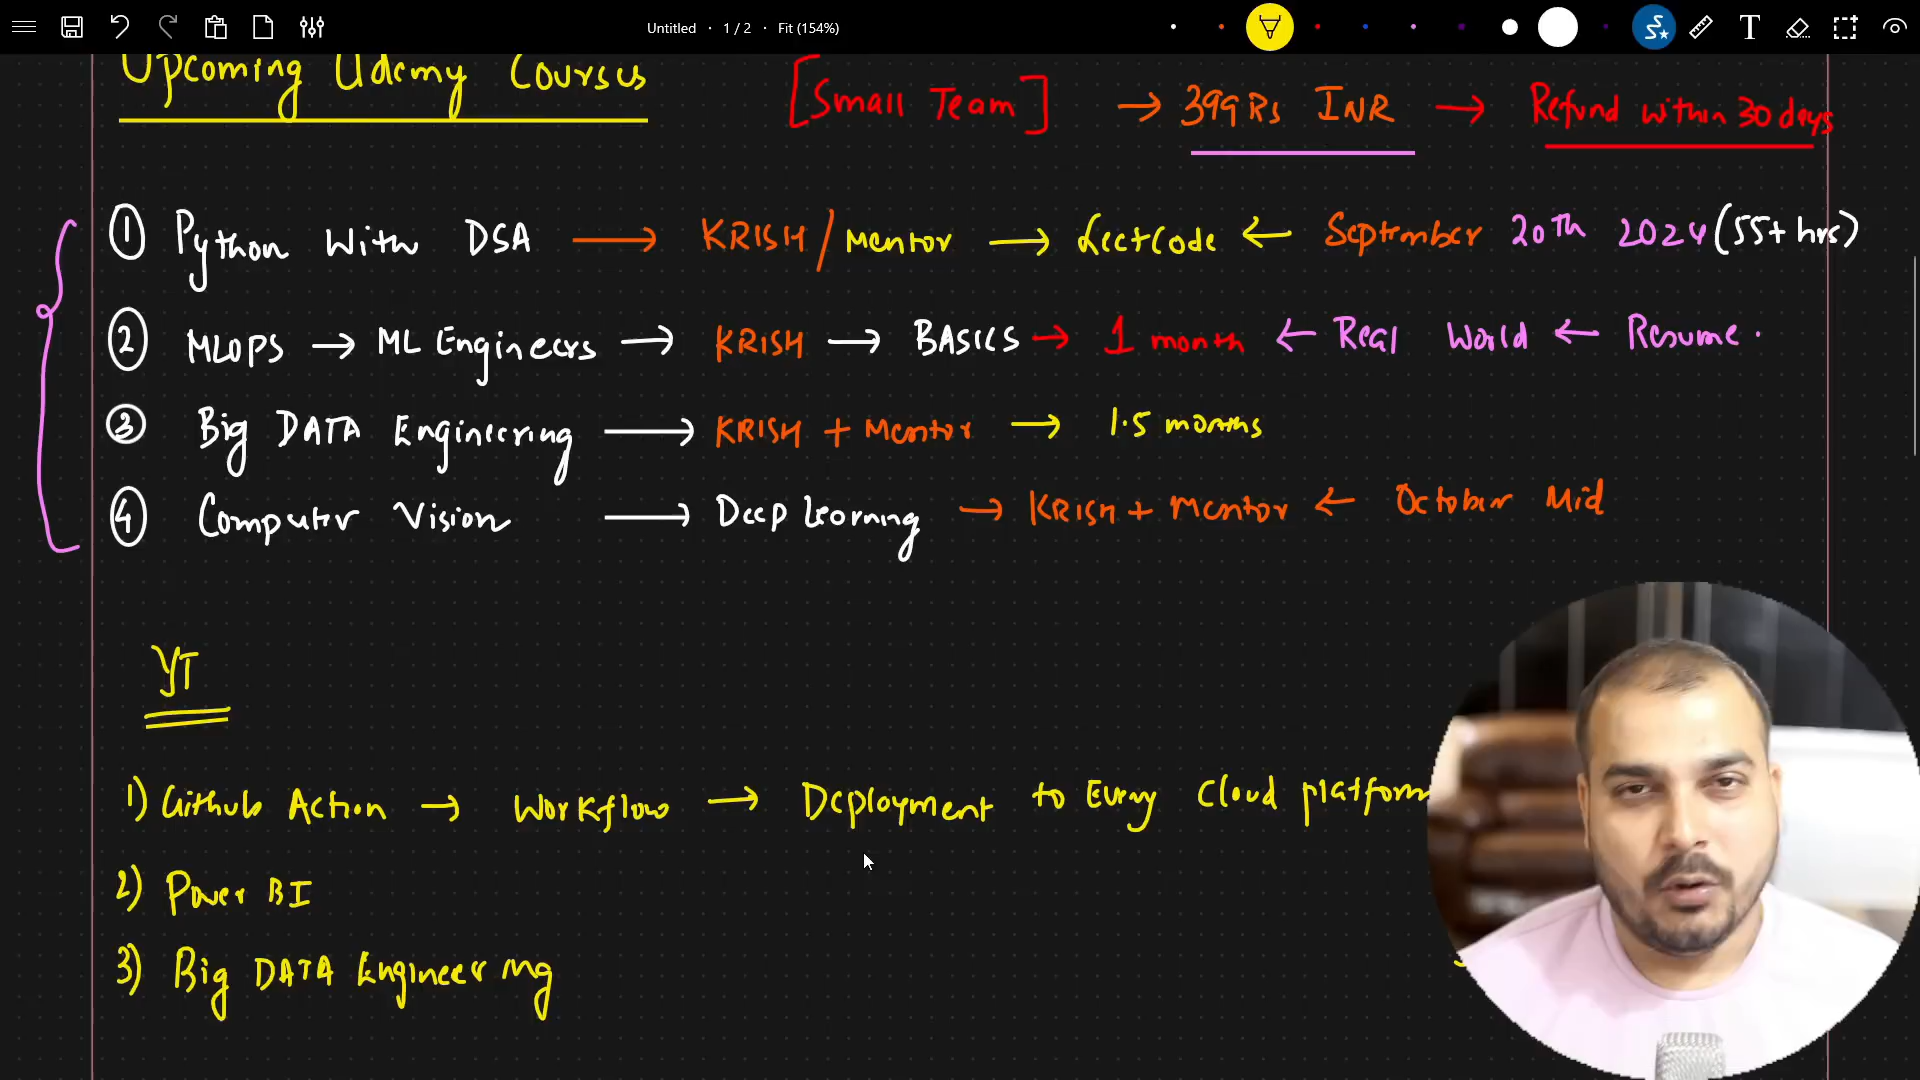 Untitled · 1 / 2 · Fit (154%)
Upcoming Udemy Courses [Small Team] → 399 Rs INR → Refund within 30 days
① Python With DSA → KRISH / Mentor → LeetCode ← September 20th 2024 (55+ hrs)
② MLOPS → ML Engineers → KRISH → BASICS → 1 month ← Real World ← Resume.
③ Big DATA Engineering → KRISH + Mentor → 1.5 months
④ Computer Vision → Deep Learning → KRISH + Mentor ← October Mid
YT
1) Github Action → Workflow → Deployment to Every Cloud platform
2) Power BI
3) Big DATA Engineering